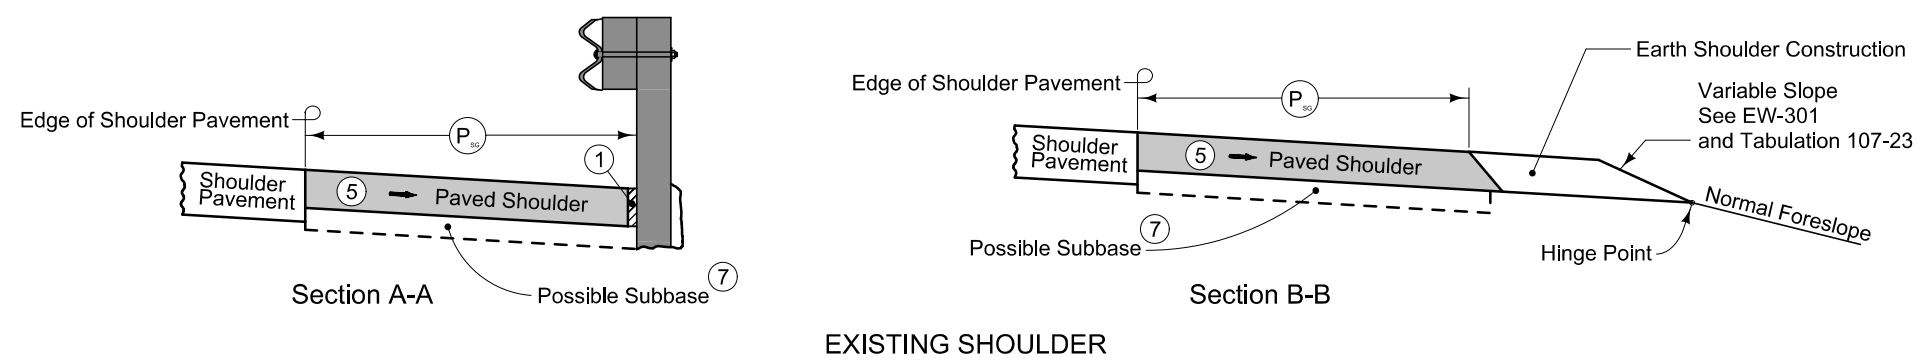 Edge of Shoulder Pavement
P SG
1
Shoulder
Pavement
5
Paved Shoulder
7
Possible Subbase
Section A-A
Edge of Shoulder Pavement
P SG
Earth Shoulder Construction
Variable Slope
See EW-301
and Tabulation 107-23
Shoulder
Pavement
5
Paved Shoulder
Normal Foreslope
7
Possible Subbase
Hinge Point
Section B-B
EXISTING SHOULDER